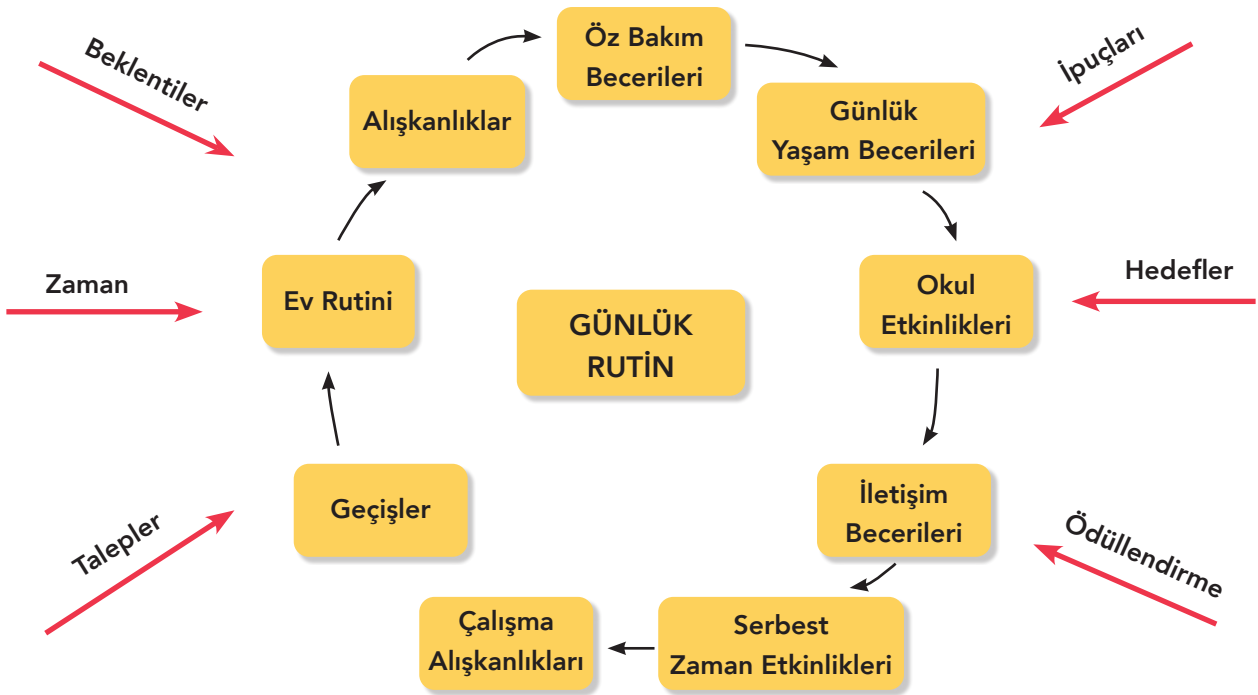 Öz Bakım
Becerileri
Beklentiler
İpuçları
Alışkanlıklar
Günlük
Yaşam Becerileri
Zaman
Ev Rutini
GÜNLÜK
RUTİN
Okul
Etkinlikleri
Hedefler
Talepler
Geçişler
İletişim
Becerileri
Ödüllendirme
Çalışma
Alışkanlıkları
Serbest
Zaman Etkinlikleri